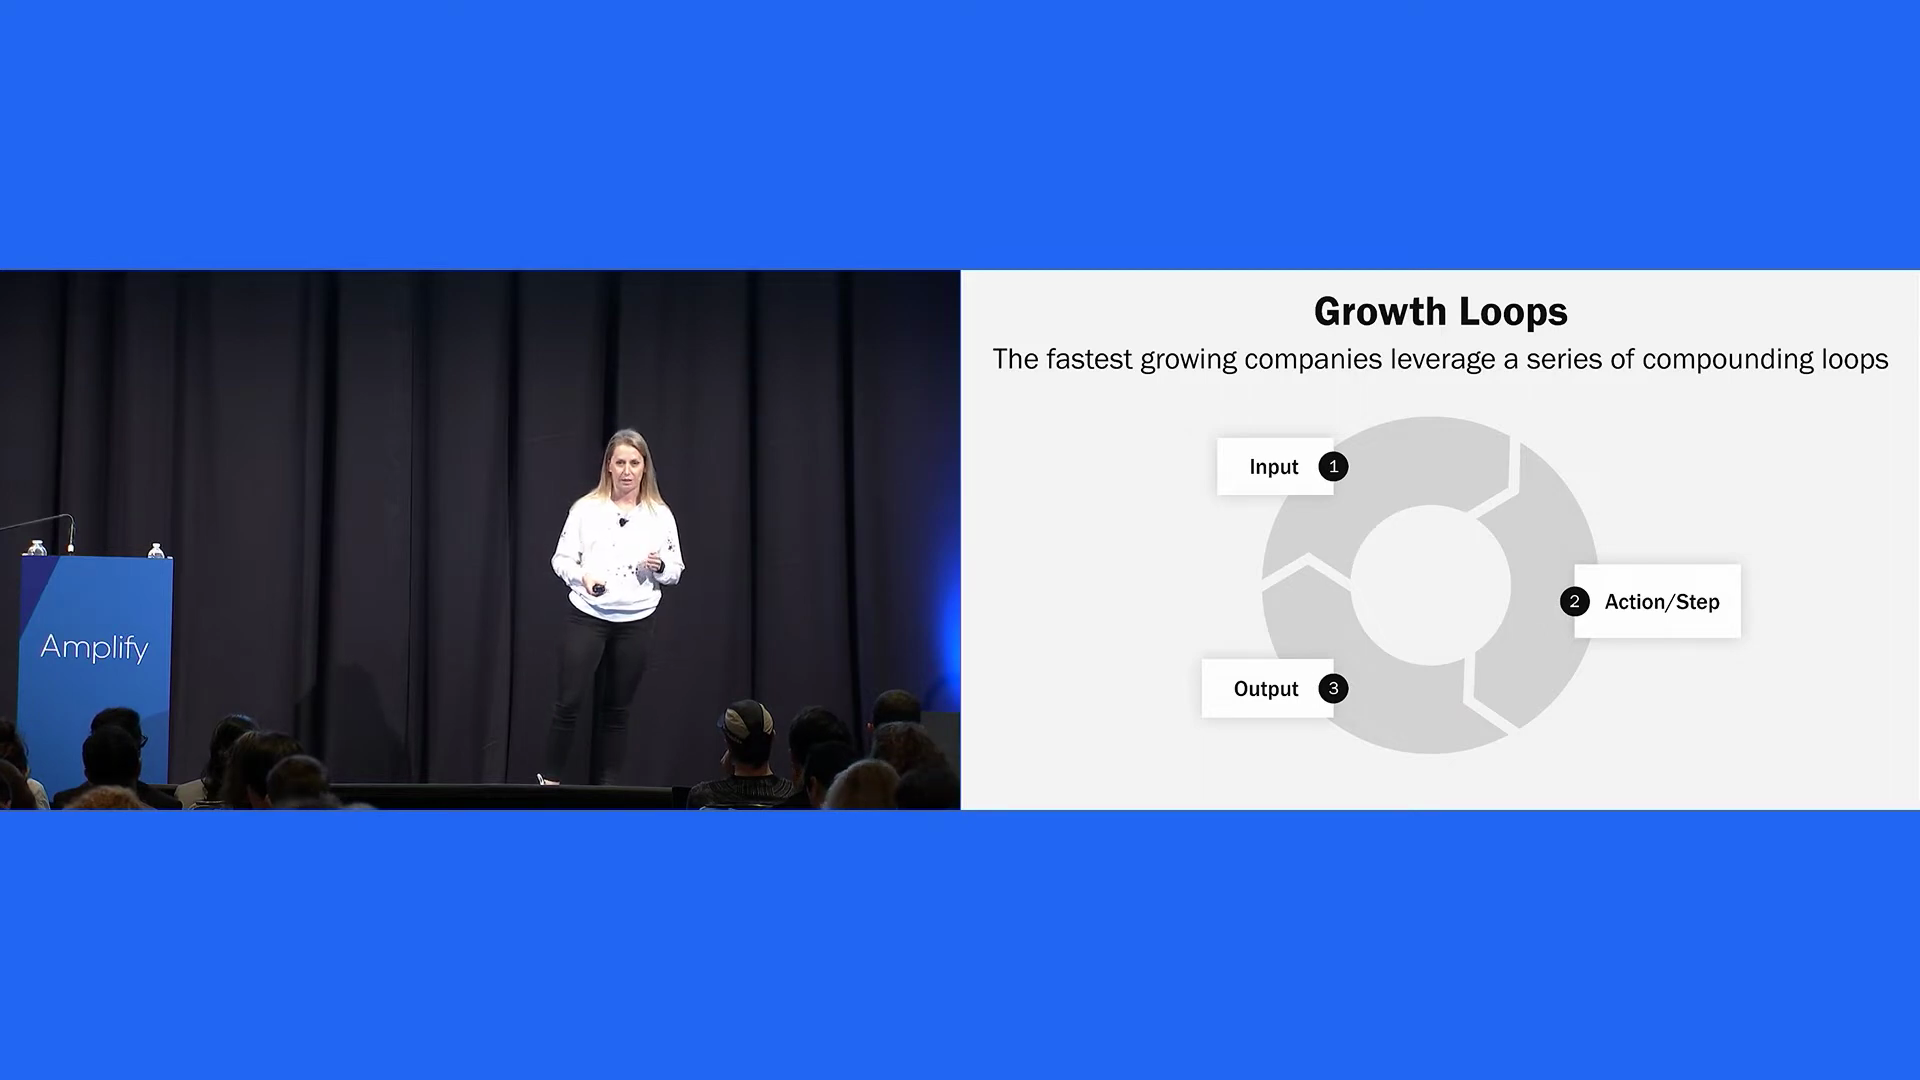 Amplify
Growth Loops
The fastest growing companies leverage a series of compounding loops
Input 1
2 Action/Step
Output 3